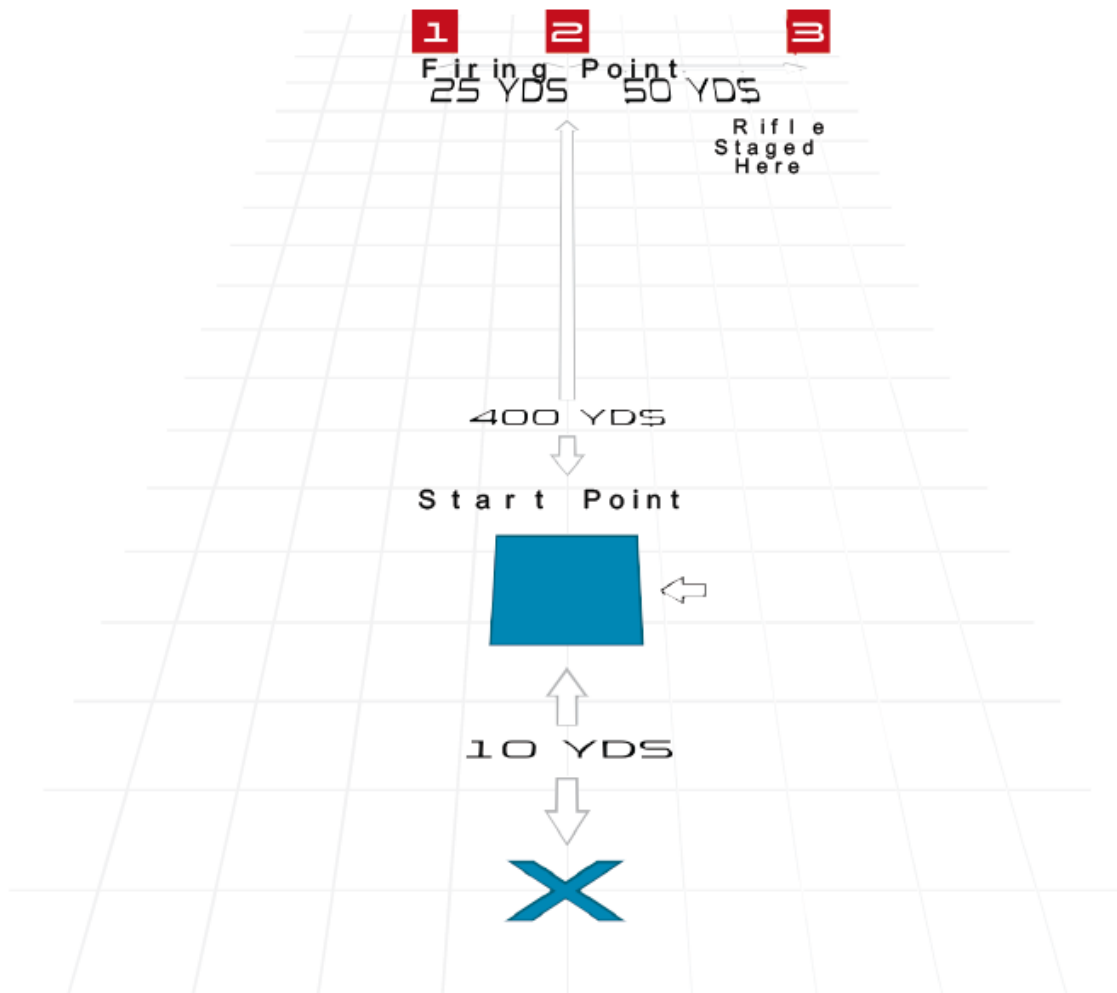 1 2 3
Firing Point
25 YDS 50 YDS
Rifle
Staged
Here
400 YDS
Start Point
10 YDS
X